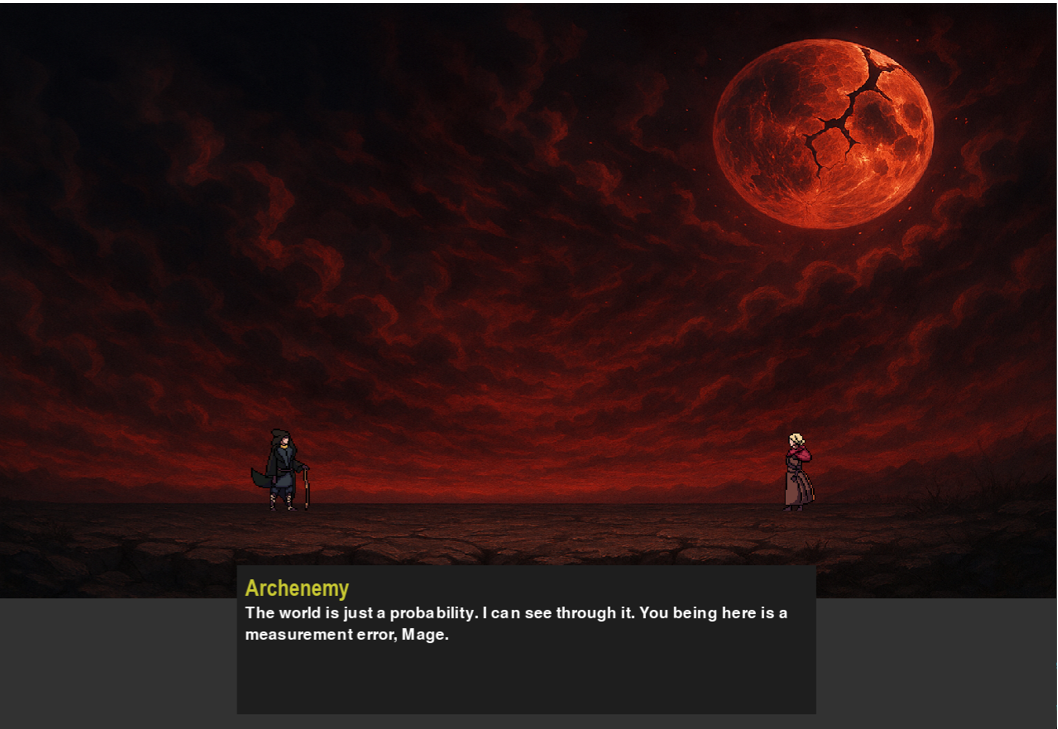 Archenemy
The world is just a probability. I can see through it. You being here is a
measurement error, Mage.